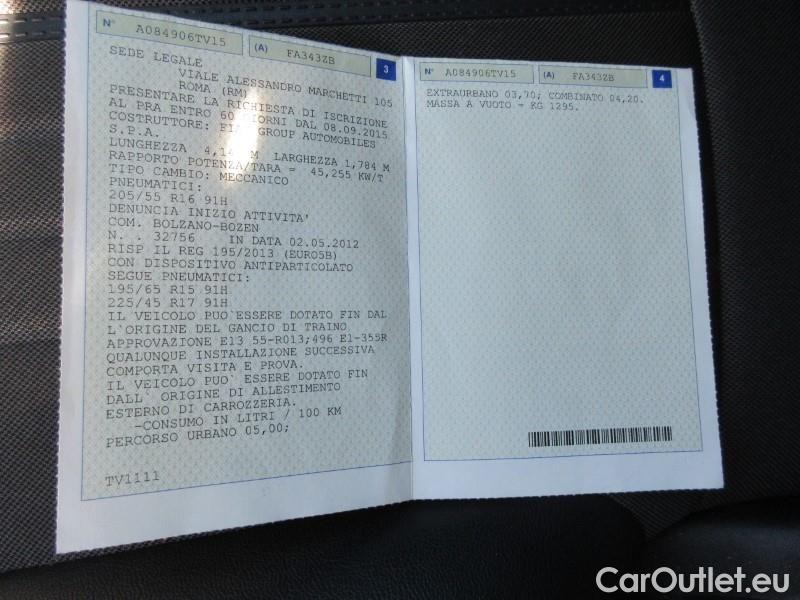 N° A084906TV15 (A) FA343ZB 3
SEDE LEGALE
VIALE ALESSANDRO MARCHETTI 105
ROMA (RM)
PRESENTARE LA RICHIESTA DI ISCRIZIONE
AL PRA ENTRO 60 GIORNI DAL 08.09.2015
COSTRUTTORE: GROUP AUTOMOBILES
S.P.A.
LUNGHEZZA M LARGHEZZA 1,784 M
RAPPORTO POTENZA/TARA = 45,255 KW/T
TIPO CAMBIO: MECCANICO
PNEUMATICI:
205/55 R16 91H
DENUNCIA INIZIO ATTIVITA'
COM. BOLZANO-BOZEN
N. . 32756 IN DATA 02.05.2012
RISP IL REG 195/2013 (EURO5B)
CON DISPOSITIVO ANTIPARTICOLATO
SEGUE PNEUMATICI:
195/65 R15 91H
225/45 R17 91H
IL VEICOLO PUO`ESSERE DOTATO FIN DAL
L`ORIGINE DEL GANCIO DI TRAINO
APPROVAZIONE E13 55-R013;496 E1-355R
QUALUNQUE INSTALLAZIONE SUCCESSIVA
COMPORTA VISITA E PROVA.
IL VEICOLO PUO` ESSERE DOTATO FIN
DALL` ORIGINE DI ALLESTIMENTO
ESTERNO DI CARROZZERIA.
-CONSUMO IN LITRI / 100 KM
PERCORSO URBANO 05,00;
TV1111
N° A084906TV15 (A) FA343ZB 4
EXTRAURBANO 03,70; COMBINATO 04,20.
MASSA A VUOTO = KG 1295.
CarOutlet.eu